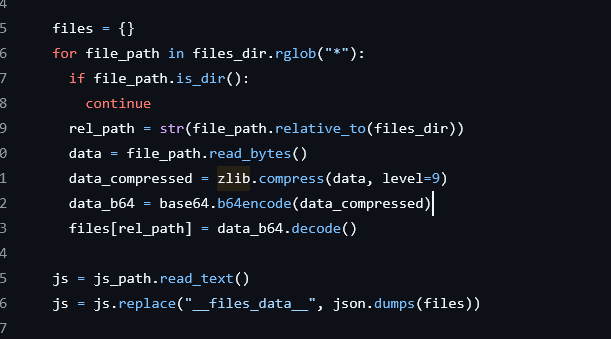 4
5 files = {}
6 for file_path in files_dir.rglob("*"):
7 if file_path.is_dir():
8 continue
9 rel_path = str(file_path.relative_to(files_dir))
0 data = file_path.read_bytes()
1 data_compressed = zlib.compress(data, level=9)
2 data_b64 = base64.b64encode(data_compressed)
3 files[rel_path] = data_b64.decode()
4
5 js = js_path.read_text()
6 js = js.replace("__files_data__", json.dumps(files))
7